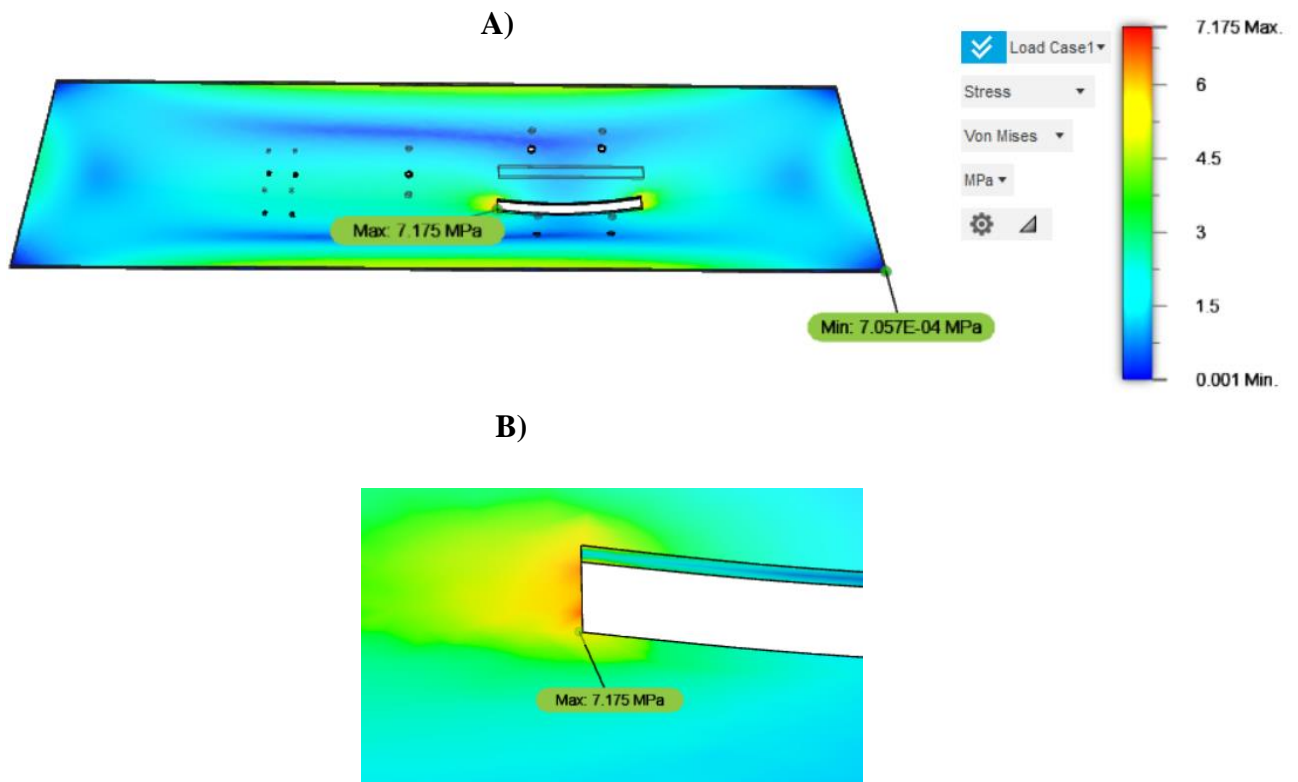 A)
Load Case1
Stress
Von Mises
MPa
7.175 Max.
6
4.5
3
1.5
0.001 Min.
Max: 7.175 MPa
Min: 7.057E-04 MPa
B)
Max: 7.175 MPa